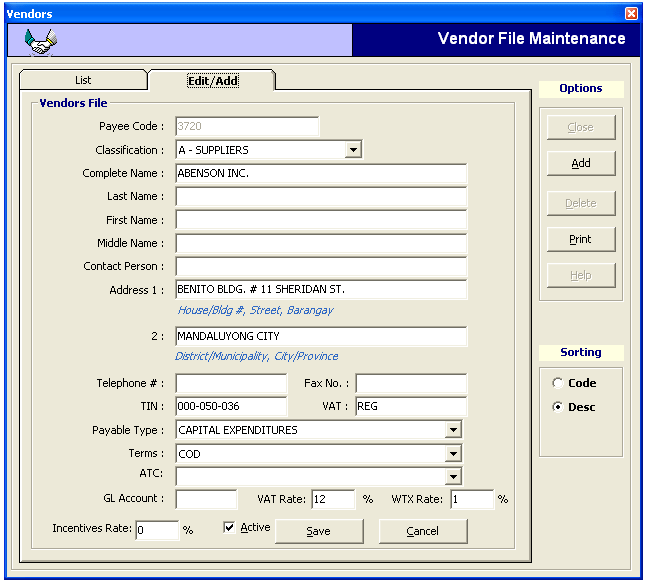 Vendors
Vendor File Maintenance
List
Edit/Add
Options
Vendors File
Payee Code : 3720
Close
Classification : A - SUPPLIERS
Add
Complete Name : ABENSON INC.
Last Name :
Delete
First Name :
Print
Middle Name :
Contact Person :
Help
Address 1 : BENITO BLDG. # 11 SHERIDAN ST.
House/Bldg #, Street, Barangay
2 : MANDALUYONG CITY
District/Municipality, City/Province
Sorting
Telephone # : Fax No. :
Code
TIN : 000-050-036 VAT : REG
Desc
Payable Type : CAPITAL EXPENDITURES
Terms : COD
ATC:
GL Account : VAT Rate: 12 % WTX Rate: 1 %
Incentives Rate: 0 % Active Save Cancel